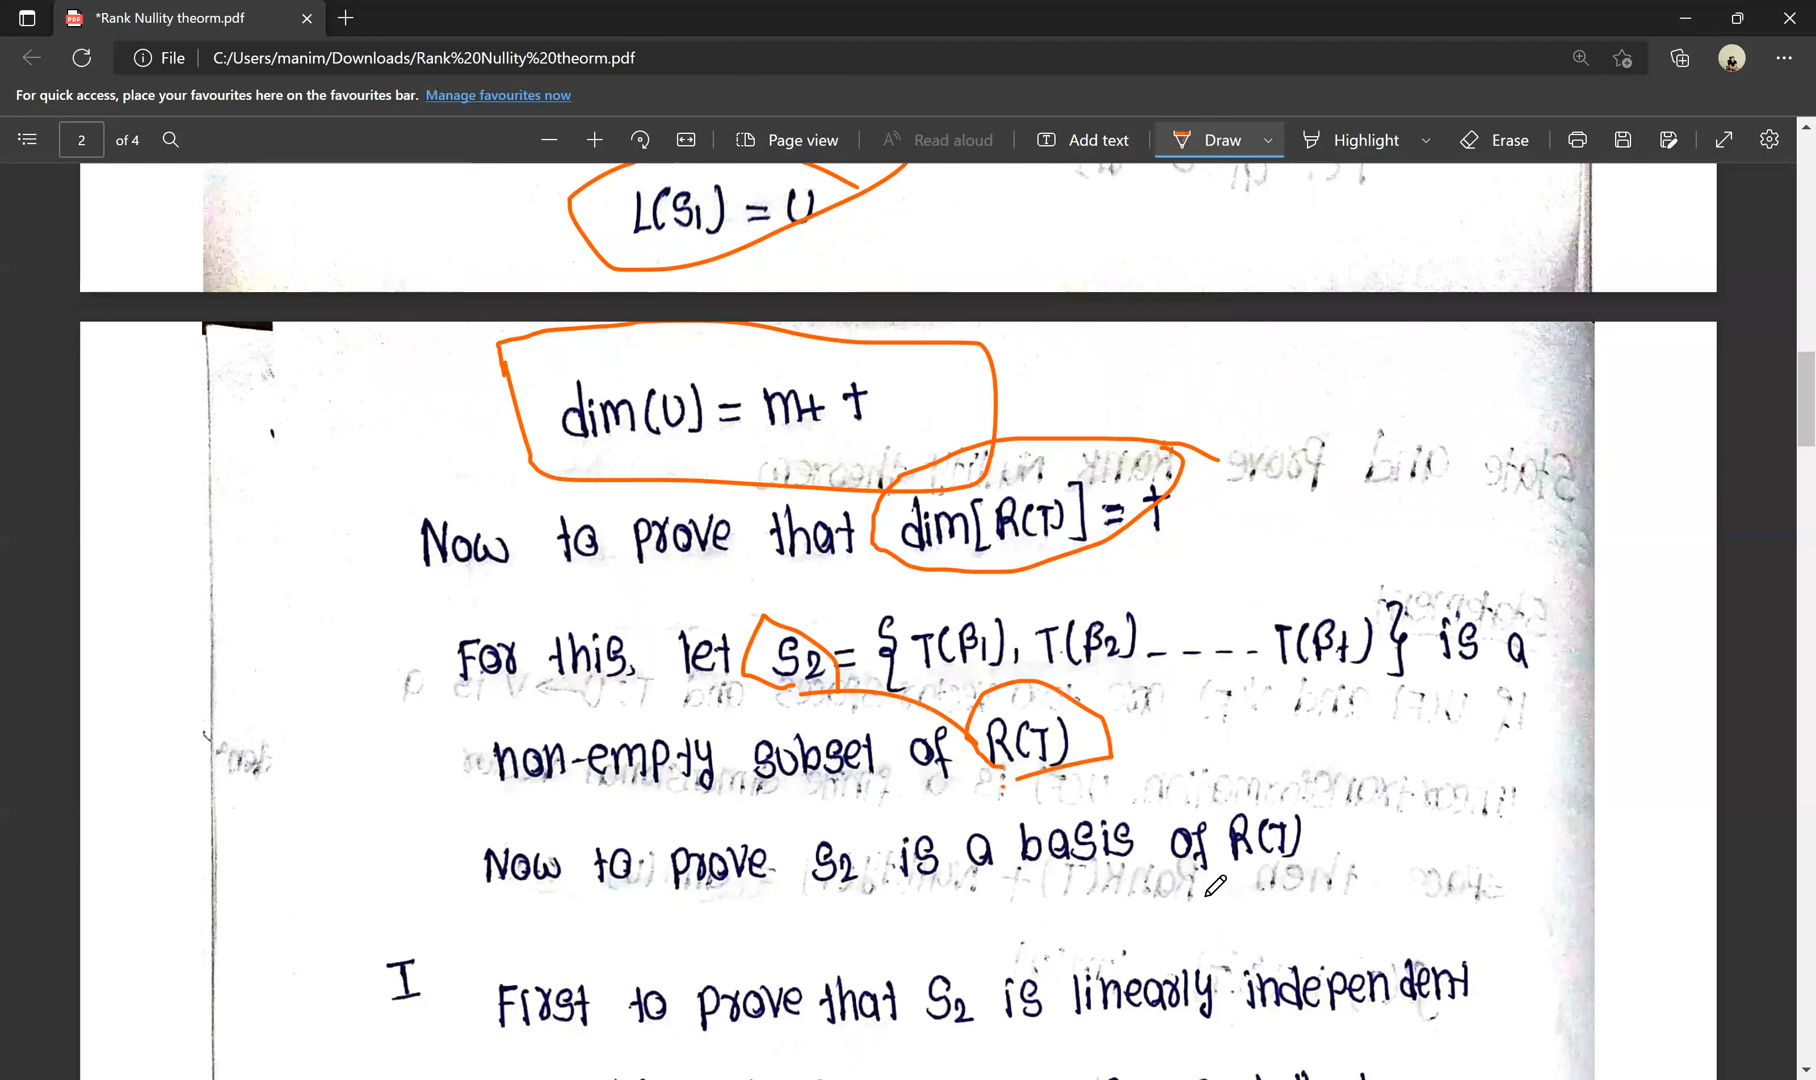 *Rank Nullity theorm.pdf
File C:/Users/manim/Downloads/Rank%20Nullity%20theorm.pdf
For quick access, place your favourites here on the favourites bar. Manage favourites now
2 of 4 Page view Read aloud Add text Draw Highlight Erase
L(S1) = U
dim(U) = m+t
Now to prove that dim[R(T)] = t
For this, let S2 = {T(β1), T(β2) ----- T(βt)} is a
non-empty subset of R(T)
Now to prove S2 is a basis of R(T)
I First to prove that S2 is linearly independent